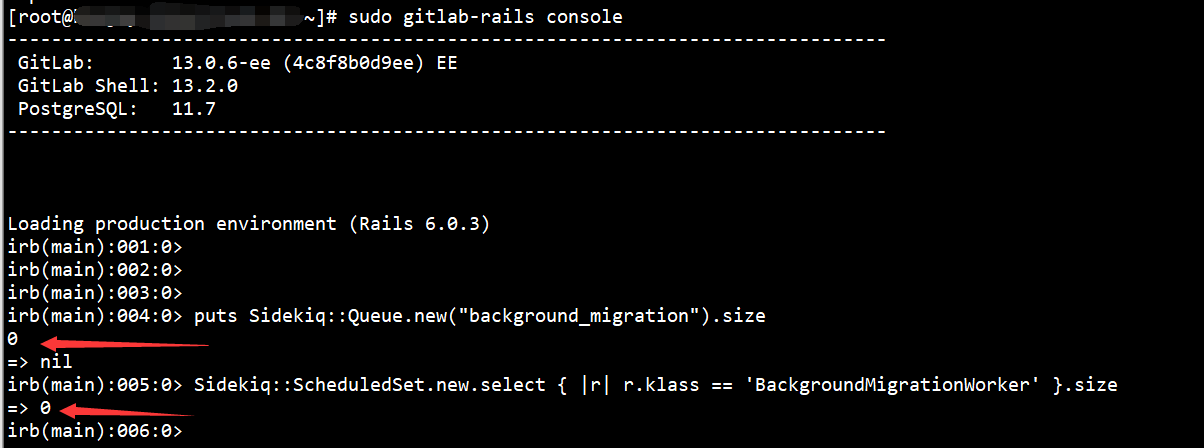 [root@ ~]# sudo gitlab-rails console
--------------------------------------------------------------------------------
GitLab: 13.0.6-ee (4c8f8b0d9ee) EE
GitLab Shell: 13.2.0
PostgreSQL: 11.7
--------------------------------------------------------------------------------
Loading production environment (Rails 6.0.3)
irb(main):001:0>
irb(main):002:0>
irb(main):003:0>
irb(main):004:0> puts Sidekiq::Queue.new("background_migration").size
0
=> nil
irb(main):005:0> Sidekiq::ScheduledSet.new.select { |r| r.klass == 'BackgroundMigrationWorker' }.size
=> 0
irb(main):006:0>